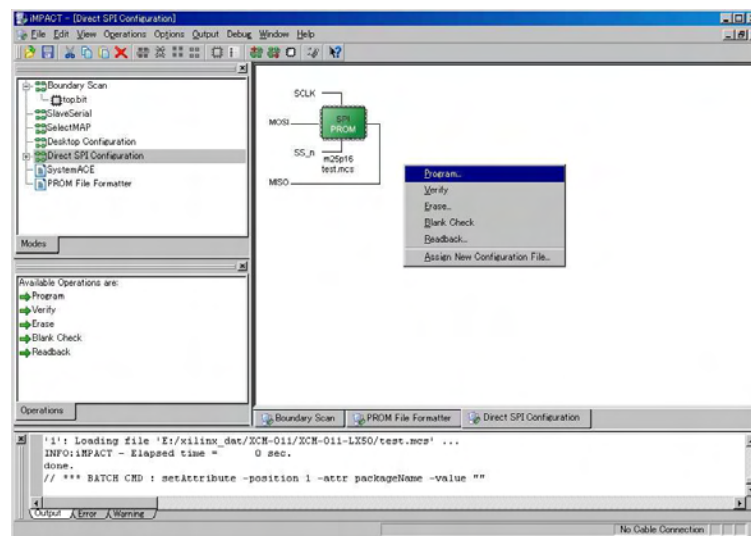 iMPACT - [Direct SPI Configuration]
File Edit View Operations Options Output Debug Window Help
Boundary Scan
top.bit
SlaveSerial
SelectMAP
Desktop Configuration
Direct SPI Configuration
SystemACE
PROM File Formatter
Modes
Available Operations are:
Program
Verify
Erase
Blank Check
Readback
Operations
SCLK
MOSI
SPI
PROM
SS_n
m25p16
test.mcs
MISO
Program...
Verify
Erase...
Blank Check
Readback...
Assign New Configuration File...
Boundary Scan
PROM File Formatter
Direct SPI Configuration
'1': Loading file 'E:/xilinx_dat/XCM-011/XCM-011-LX50/test.mcs' ...
INFO:iMPACT - Elapsed time =      0 sec.
done.
// *** BATCH CMD : setAttribute -position 1 -attr packageName -value ""
Output Error Warning
No Cable Connection